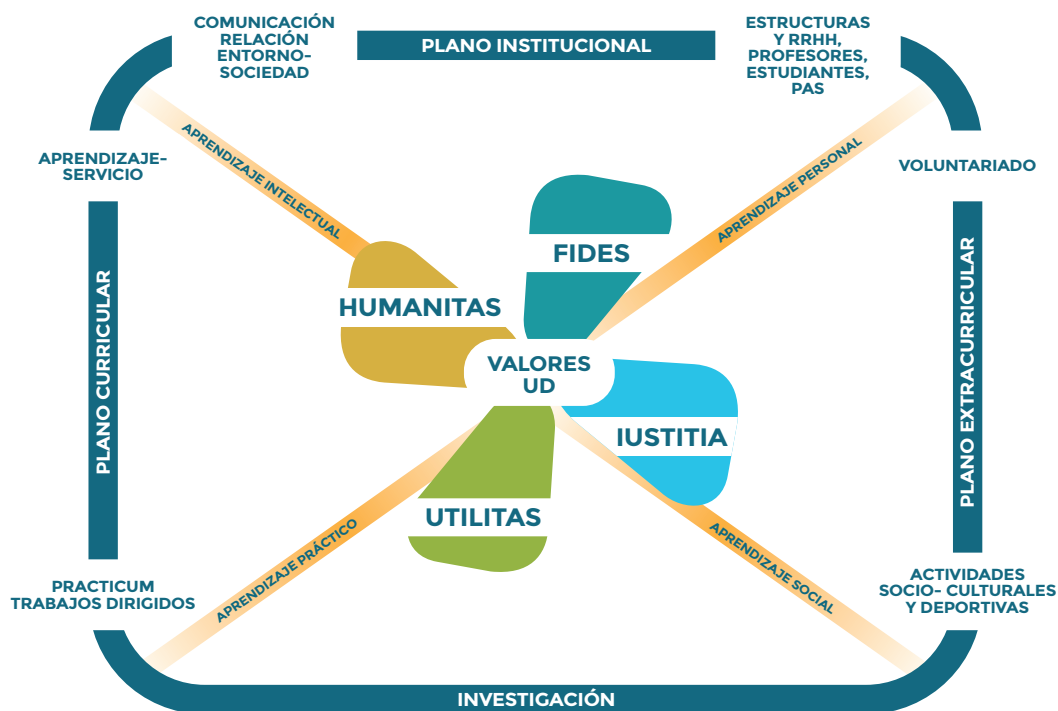 COMUNICACIÓN
RELACIÓN
ENTORNO-
SOCIEDAD
PLANO INSTITUCIONAL
ESTRUCTURAS
Y RRHH,
PROFESORES,
ESTUDIANTES,
PAS
APRENDIZAJE-
SERVICIO
APRENDIZAJE INTELECTUAL
APRENDIZAJE PERSONAL
VOLUNTARIADO
FIDES
HUMANITAS
VALORES
UD
IUSTITIA
UTILITAS
PLANO CURRICULAR
PLANO EXTRACURRICULAR
APRENDIZAJE PRÁCTICO
APRENDIZAJE SOCIAL
PRACTICUM
TRABAJOS DIRIGIDOS
ACTIVIDADES
SOCIO- CULTURALES
Y DEPORTIVAS
INVESTIGACIÓN